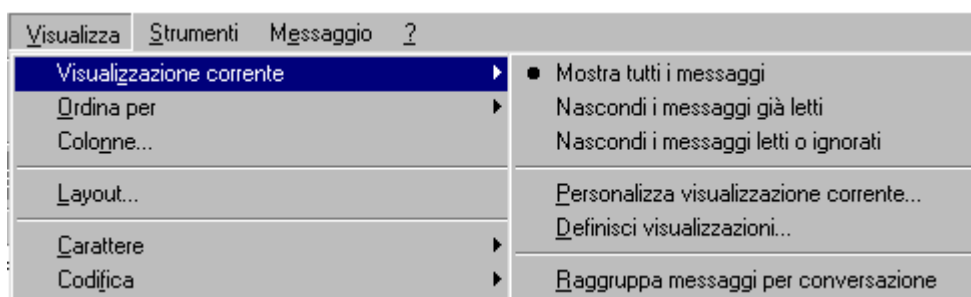 Visualizza Strumenti Messaggio ?
Visualizzazione corrente
Ordina per
Colonne...
Layout...
Carattere
Codifica
Mostra tutti i messaggi
Nascondi i messaggi già letti
Nascondi i messaggi letti o ignorati
Personalizza visualizzazione corrente...
Definisci visualizzazioni...
Raggruppa messaggi per conversazione